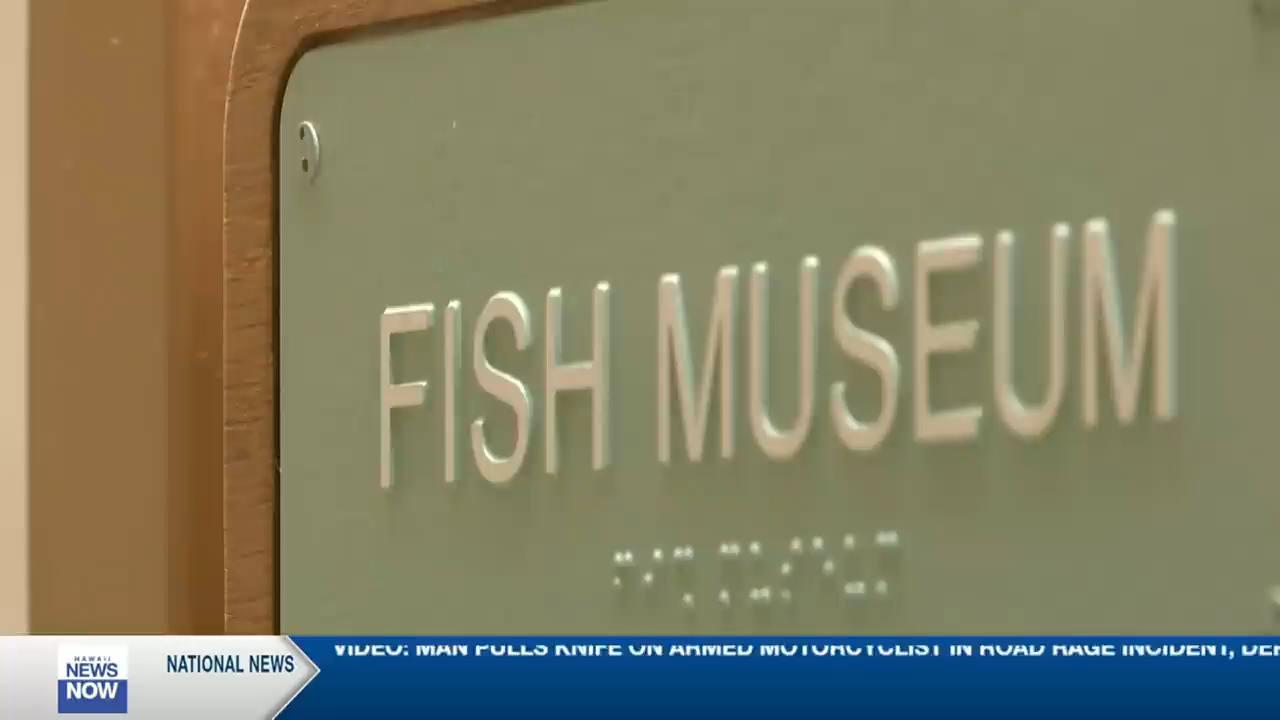 FISH MUSEUM
HAWAII
NEWS
NOW
NATIONAL NEWS
VIDEO: MAN PULLS KNIFE ON ARMED MOTORCYCLIST IN ROAD RAGE INCIDENT,